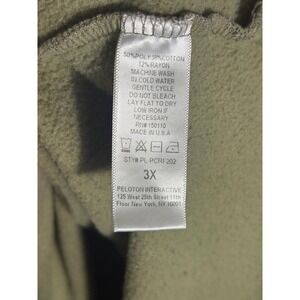 50% POLY 38% COTTON
12% RAYON
MACHINE WASH
IN COLD WATER
GENTLE CYCLE
DO NOT BLEACH
LAY FLAT TO DRY
LOW IRON IF
NECESSARY
RN# 150110
MADE IN U.S.A
STY# PL-PCRF202
3X
PELOTON INTERACTIVE
125 West 25th Street 11th
Floor New York, NY 10001